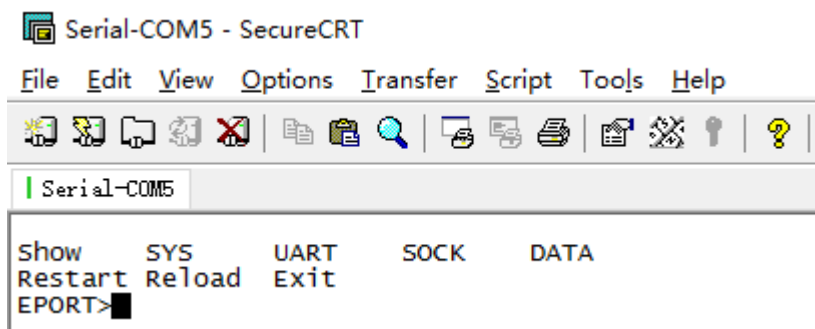 Serial-COM5 - SecureCRT
File Edit View Options Transfer Script Tools Help
Serial-COM5
Show SYS UART SOCK DATA
Restart Reload Exit
EPORT>